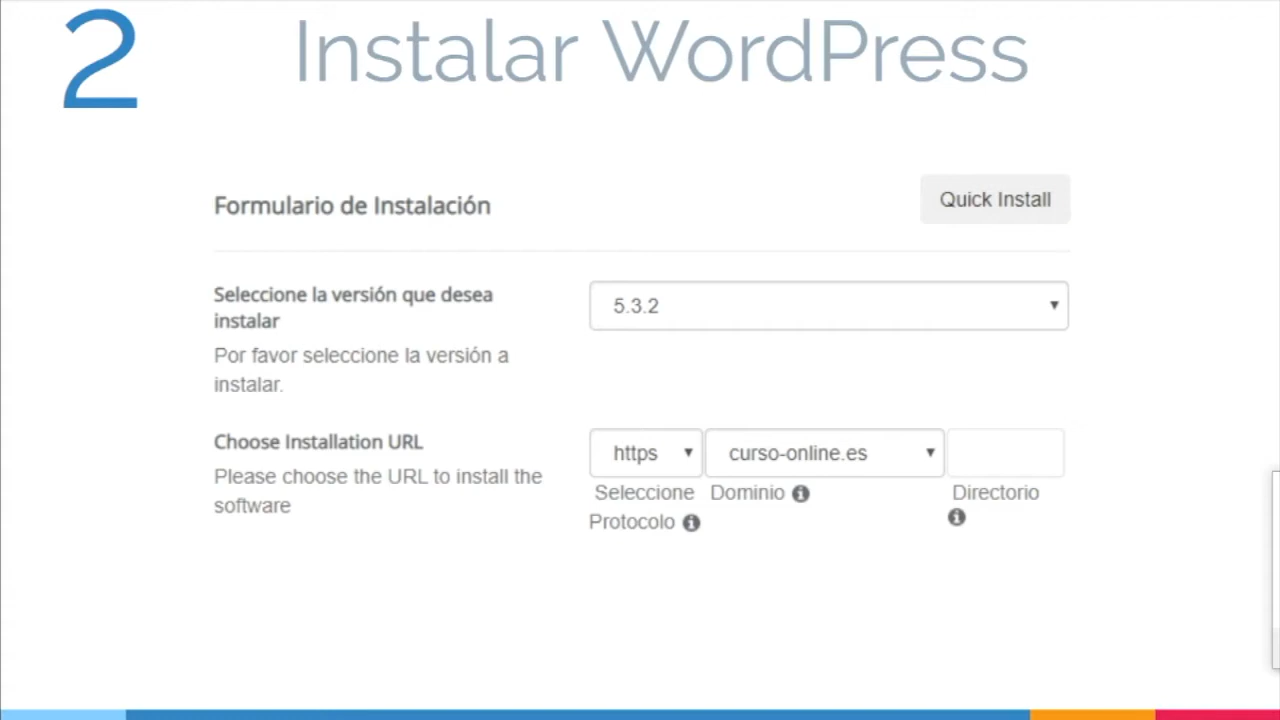 2
Instalar WordPress
Formulario de Instalación
Quick Install
Seleccione la versión que desea
instalar
Por favor seleccione la versión a
instalar.
5.3.2
Choose Installation URL
Please choose the URL to install the
software
https
curso-online.es
Seleccione
Protocolo
Dominio
Directorio